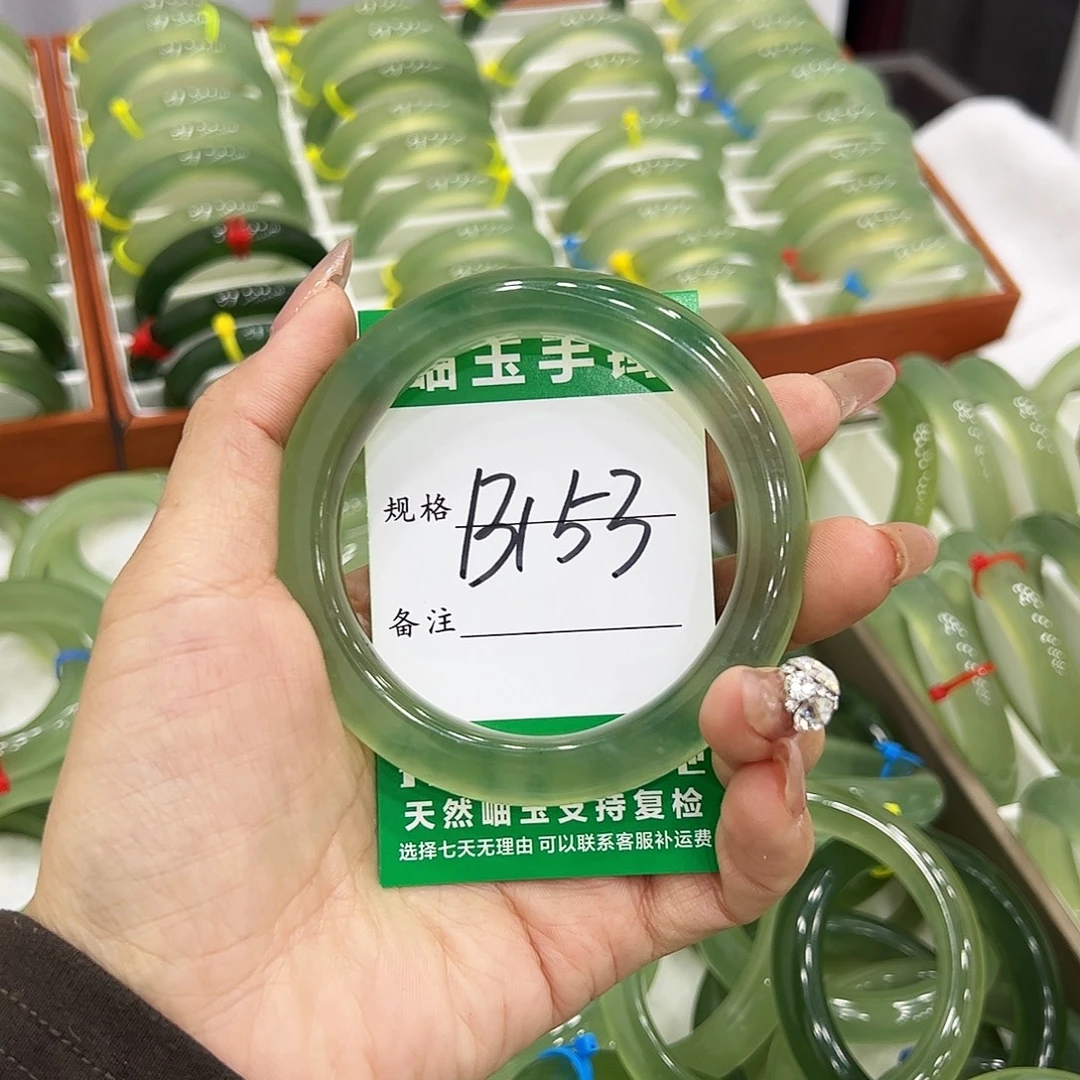 岫玉手镯
规格 B153
备注
天然岫玉支持复检
选择七天无理由 可以联系客服补运费